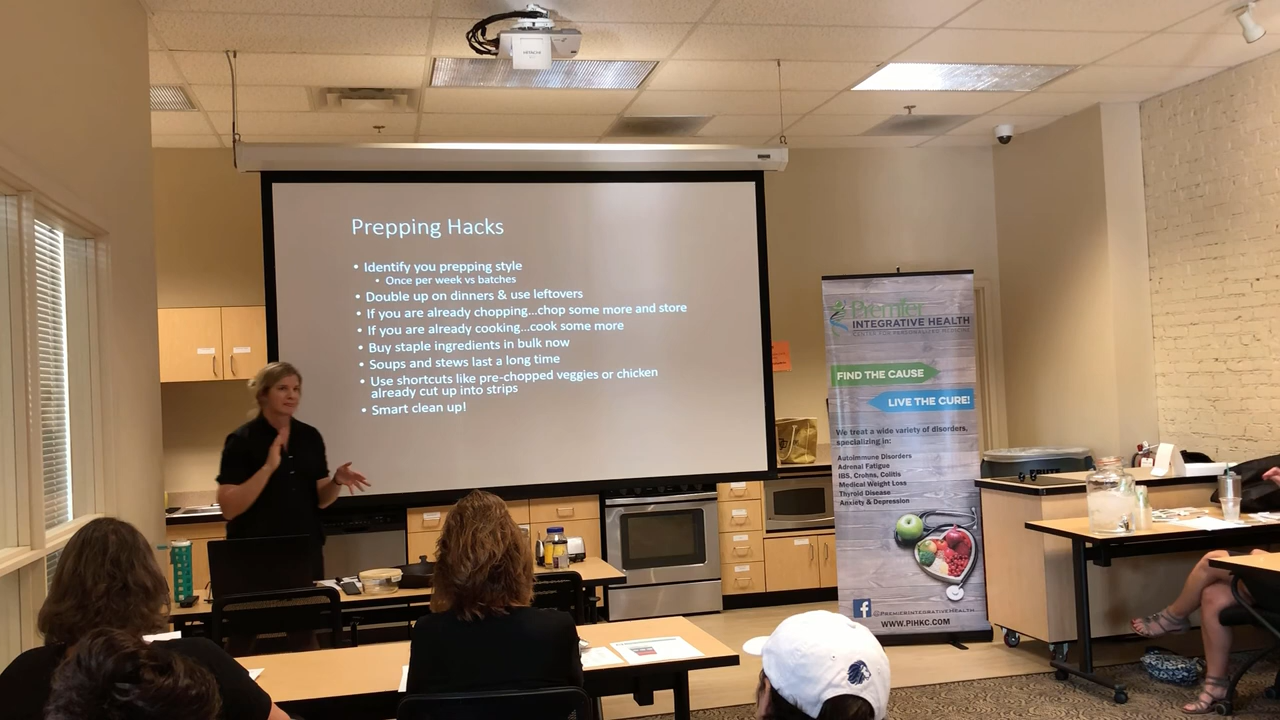 HITACHI
Prepping Hacks
• Identify you prepping style
• Once per week vs batches
• Double up on dinners & use leftovers
• If you are already chopping...chop some more and store
• If you are already cooking...cook some more
• Buy staple ingredients in bulk now
• Soups and stews last a long time
• Use shortcuts like pre-chopped veggies or chicken
already cut up into strips
• Smart clean up!
Premier
INTEGRATIVE HEALTH
CENTER FOR PERSONALIZED MEDICINE
FIND THE CAUSE
LIVE THE CURE!
We treat a wide variety of disorders,
specializing in:
Autoimmune Disorders
Adrenal Fatigue
IBS, Crohns, Colitis
Medical Weight Loss
Thyroid Disease
Anxiety & Depression
f @PREMIERINTEGRATIVEHEALTH
WWW.PIHKC.COM